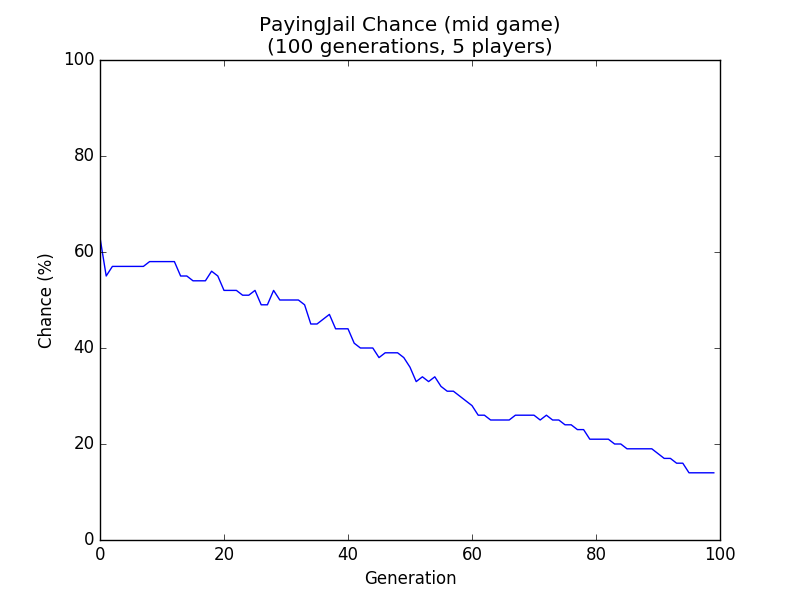 PayingJail Chance (mid game)
(100 generations, 5 players)
100
80
60
40
20
0
Chance (%)
0 20 40 60 80 100
Generation